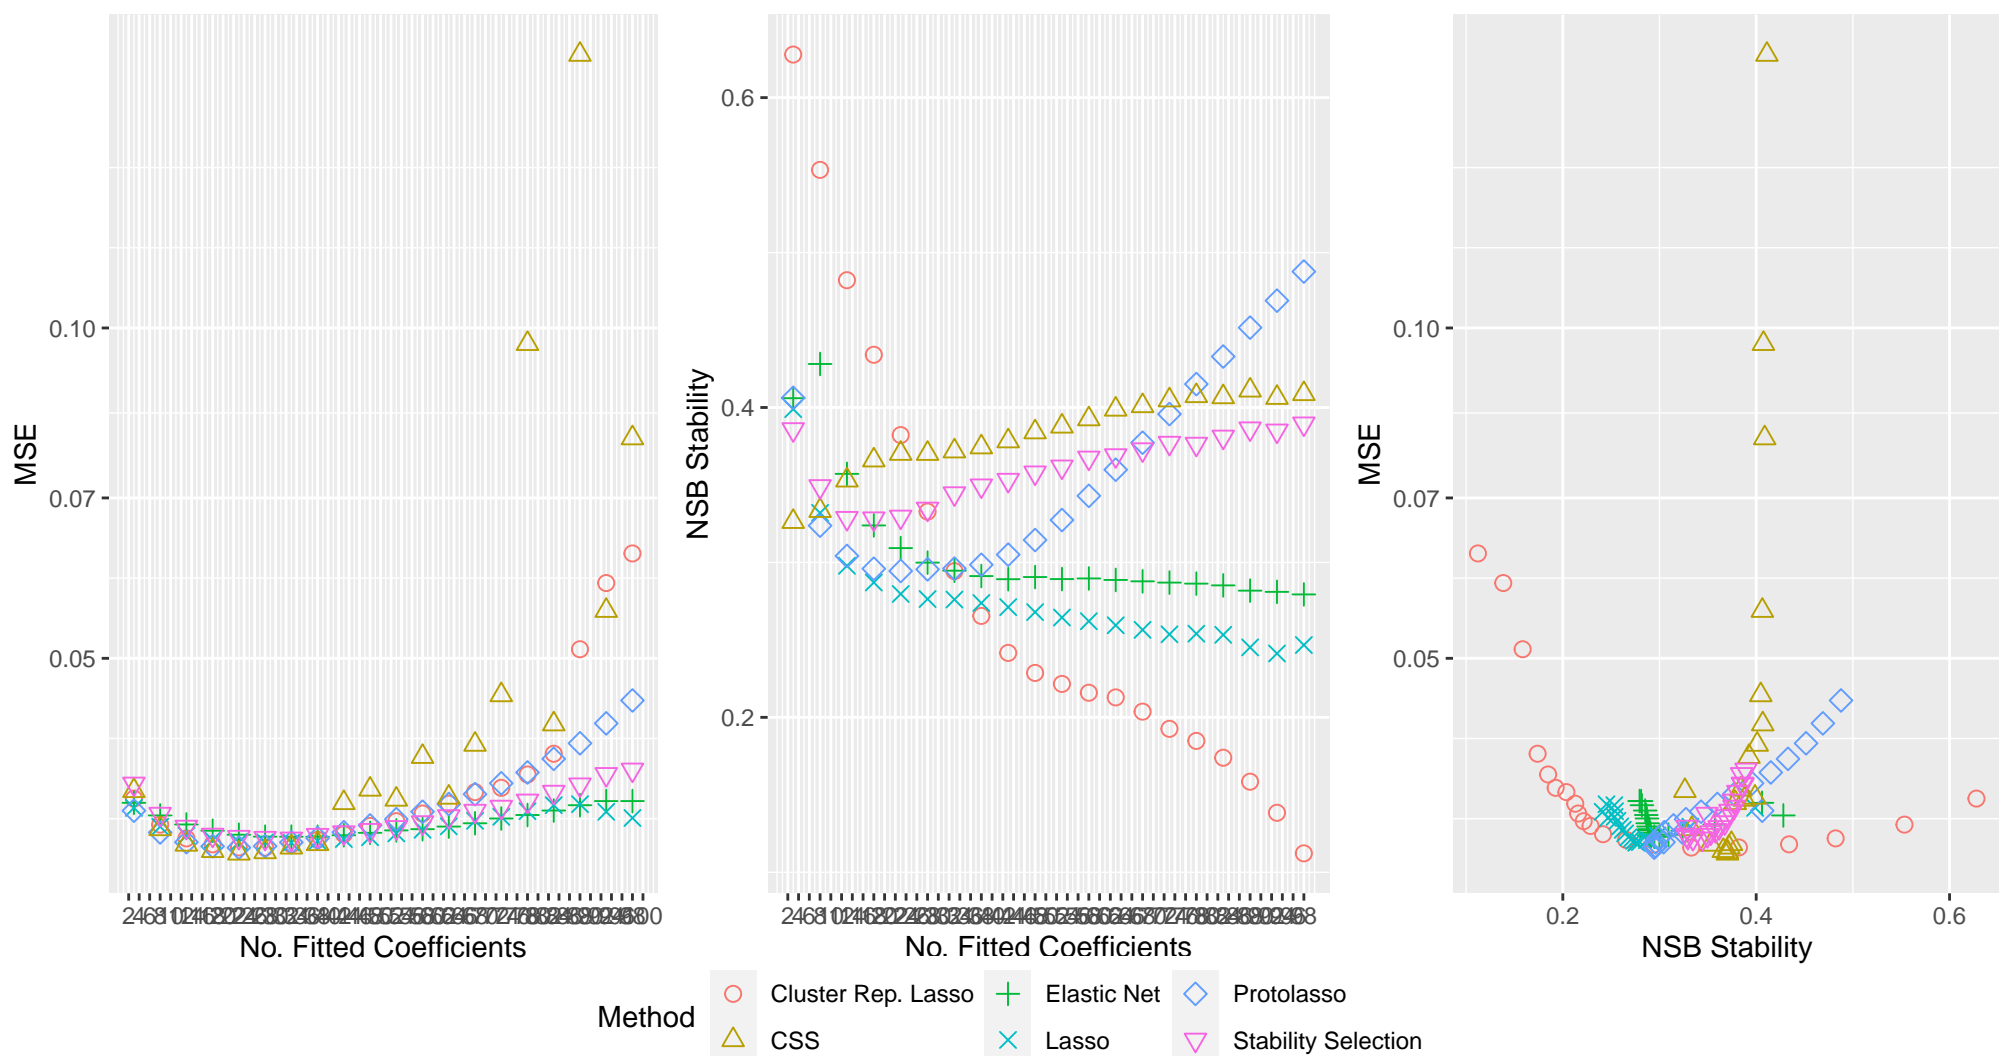 MSE
0.10
0.07
0.05
No. Fitted Coefficients
NSB Stability
0.6
0.4
0.2
No. Fitted Coefficients
MSE
0.10
0.07
0.05
0.2 0.4 0.6
NSB Stability
Method
Cluster Rep. Lasso Elastic Net Protolasso
CSS Lasso Stability Selection